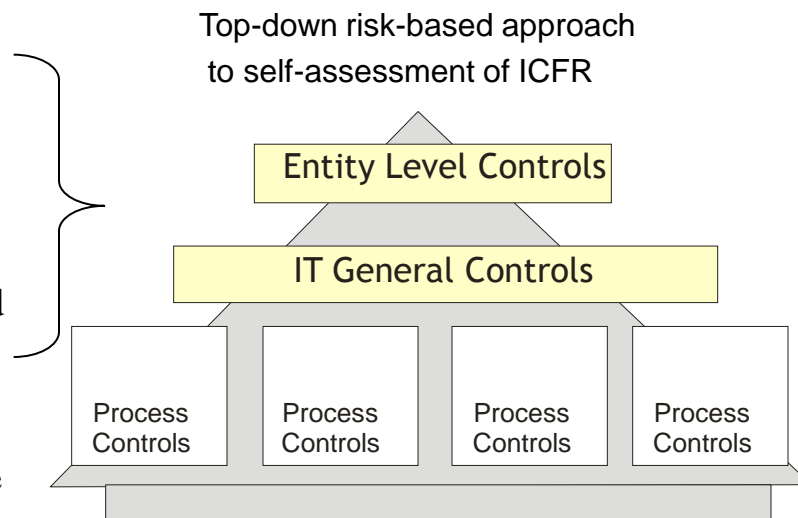 Top-down risk-based approach
to self-assessment of ICFR
Entity Level Controls
IT General Controls
Process Controls
Process Controls
Process Controls
Process Controls